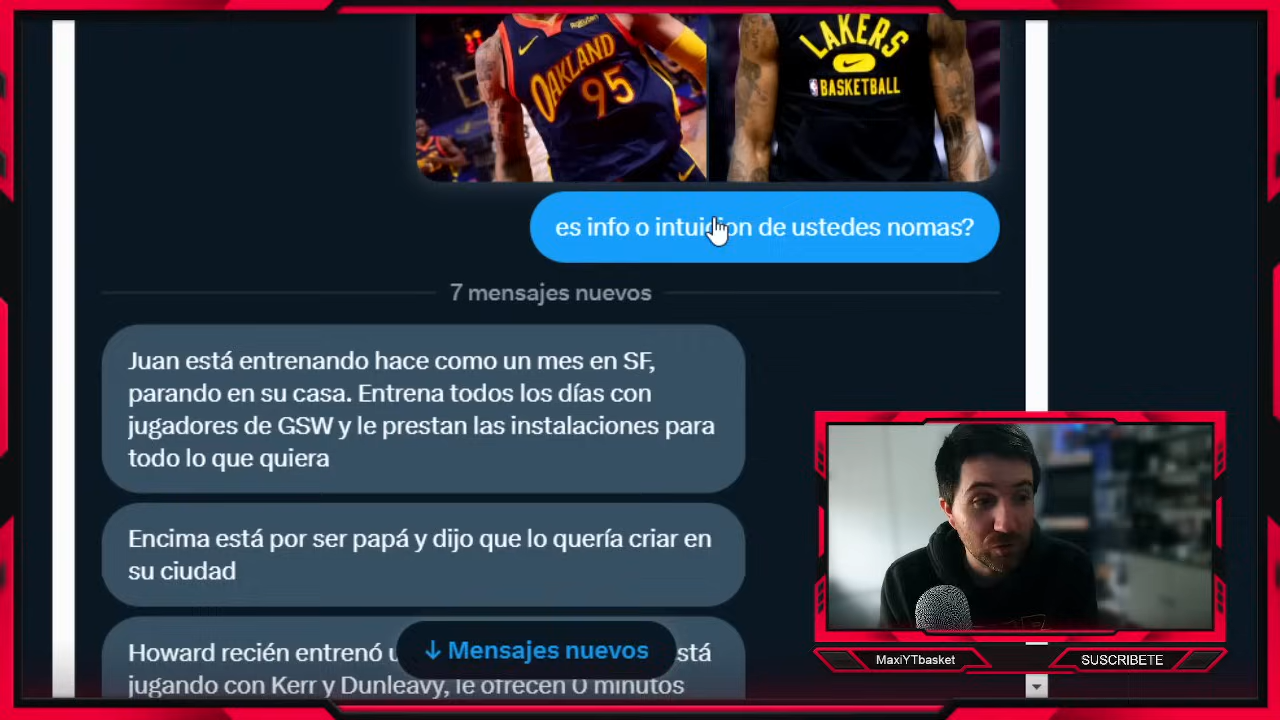 OAKLAND
95
LAKERS
BASKETBALL
es info o intuicion de ustedes nomas?
7 mensajes nuevos
Juan está entrenando hace como un mes en SF,
parando en su casa. Entrena todos los días con
jugadores de GSW y le prestan las instalaciones para
todo lo que quiera
Encima está por ser papá y dijo que lo quería criar en
su ciudad
Howard recién entrenó
↓ Mensajes nuevos
jugando con Kerr y Dunleavy, le ofrecen 0 minutos
MaxiYTbasket
SUSCRIBETE